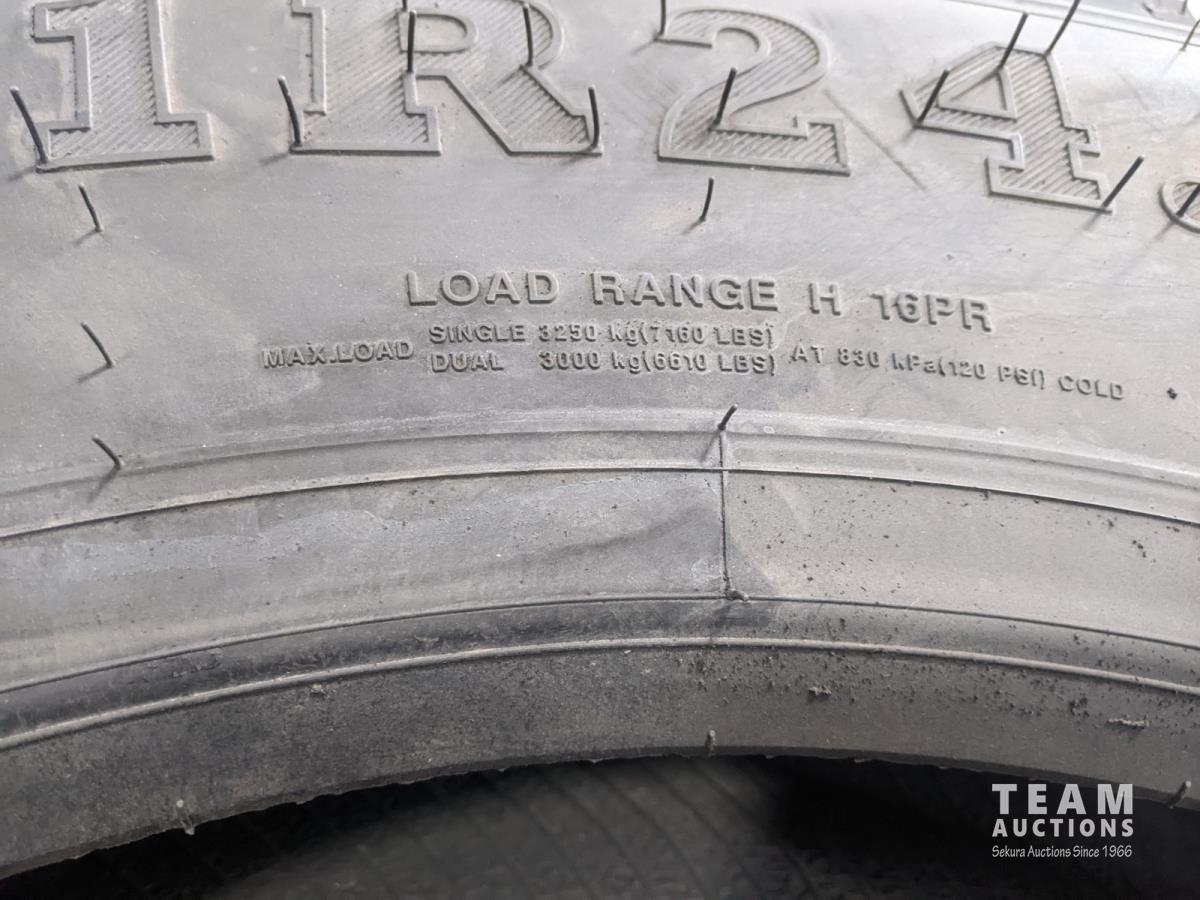 1R24.
LOAD RANGE H 16PR
MAX.LOAD SINGLE 3250 kg(7160 LBS)
DUAL 3000 kg(6610 LBS) AT 830 kPa(120 PSI) COLD
TEAM
AUCTIONS
Sekura Auctions Since 1966